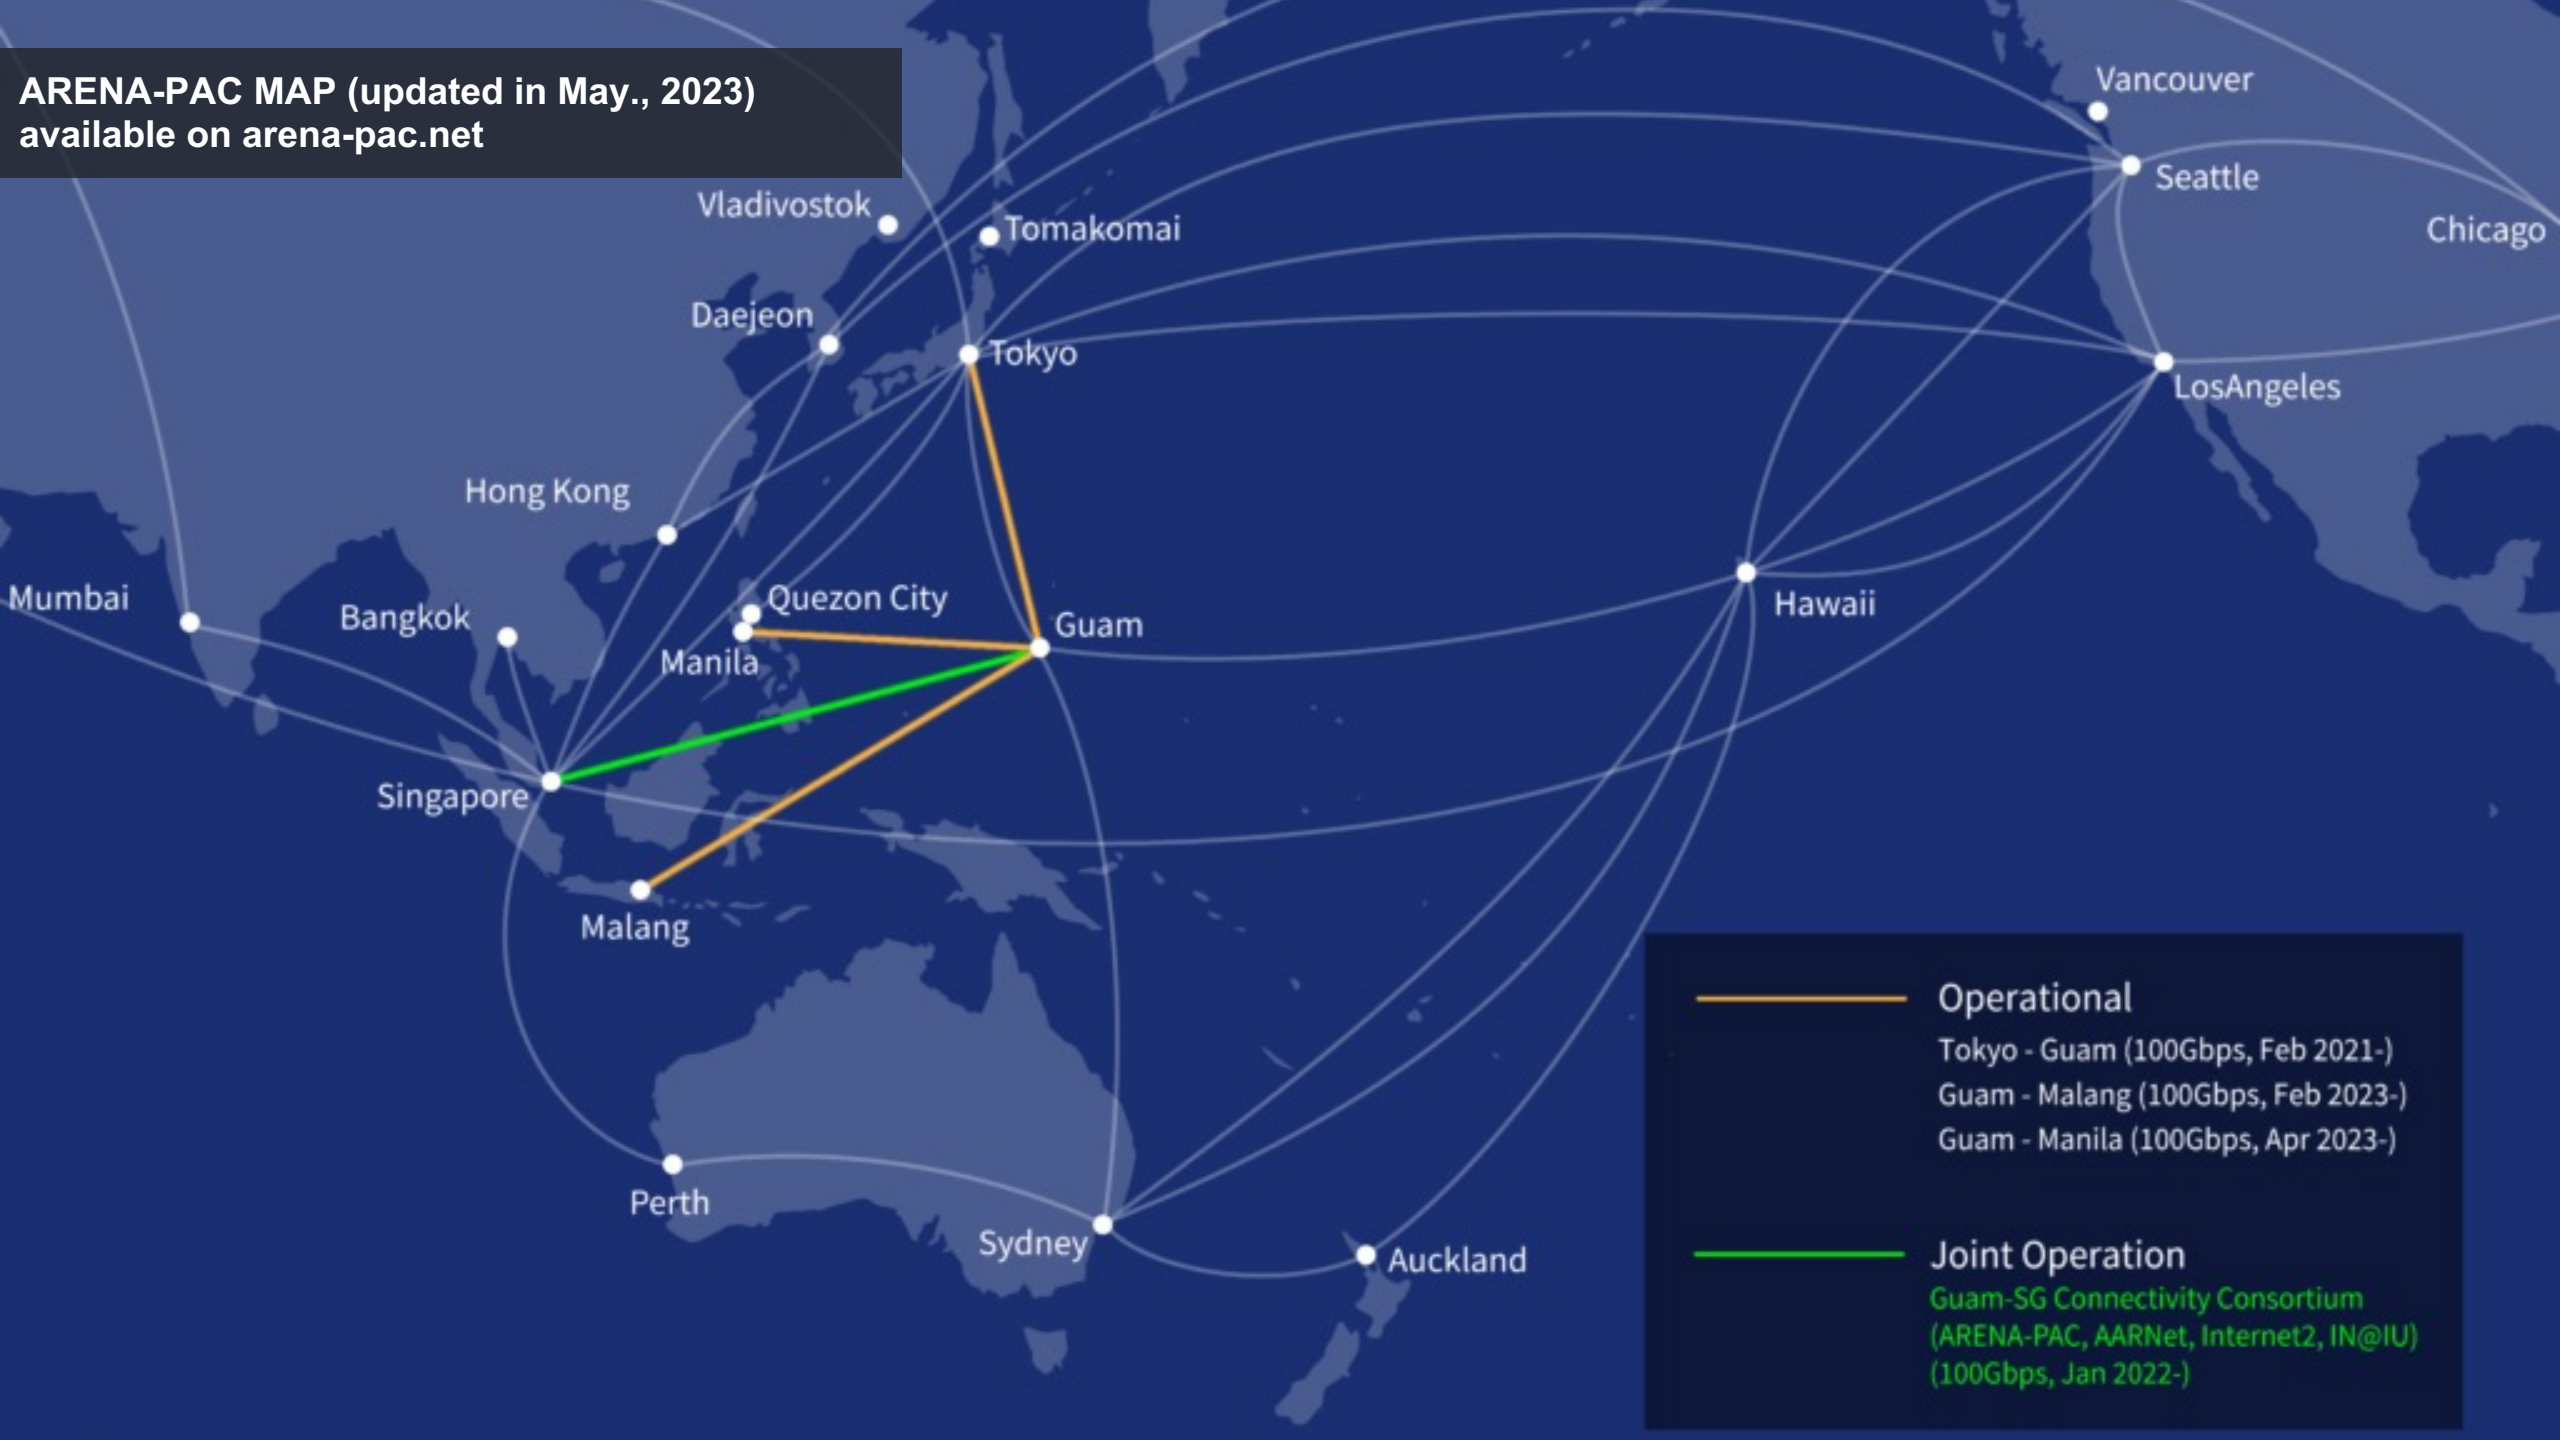 ARENA-PAC MAP (updated in May., 2023)
available on arena-pac.net
Vancouver
Seattle
Chicago
Vladivostok
Tomakomai
Daejeon
Tokyo
LosAngeles
Hong Kong
Mumbai
Bangkok
Quezon City
Guam
Hawaii
Manila
Singapore
Malang
Perth
Sydney
Auckland
Operational
Tokyo - Guam (100Gbps, Feb 2021-)
Guam - Malang (100Gbps, Feb 2023-)
Guam - Manila (100Gbps, Apr 2023-)
Joint Operation
Guam-SG Connectivity Consortium
(ARENA-PAC, AARNet, Internet2, IN@IU)
(100Gbps, Jan 2022-)